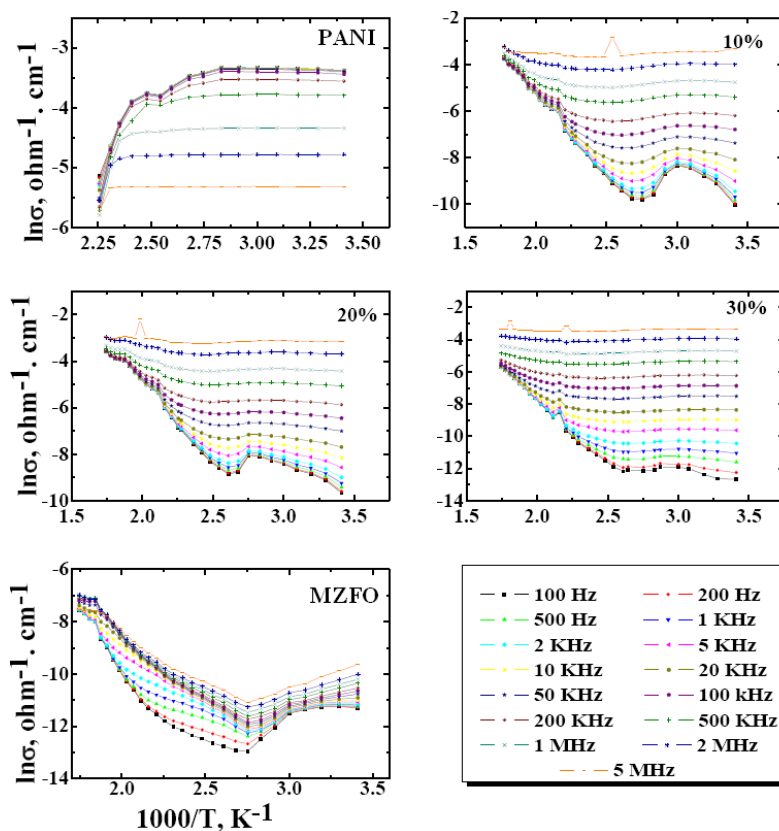 PANI
-3
-4
-5
-6
2.25 2.50 2.75 3.00 3.25 3.50
lnσ, ohm-1. cm-1
10%
-2
-4
-6
-8
-10
1.5 2.0 2.5 3.0 3.5
20%
-2
-4
-6
-8
-10
1.5 2.0 2.5 3.0 3.5
lnσ, ohm-1. cm-1
30%
-2
-4
-6
-8
-10
-12
-14
1.5 2.0 2.5 3.0 3.5
MZFO
-6
-8
-10
-12
-14
2.0 2.5 3.0 3.5
lnσ, ohm-1. cm-1
1000/T, K-1
100 Hz 200 Hz
500 Hz 1 KHz
2 KHz 5 KHz
10 KHz 20 KHz
50 KHz 100 kHz
200 KHz 500 KHz
1 MHz 2 MHz
5 MHz